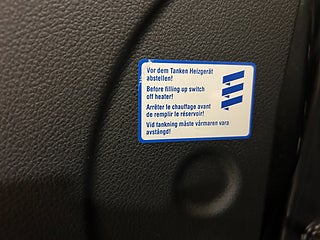 Vor dem Tanken Heizgerät
abstellen!
Before filling up switch
off heater!
Arrêter le chauffage avant
de remplir le réservoir!
Vid tankning måste värmaren vara
avstängd!